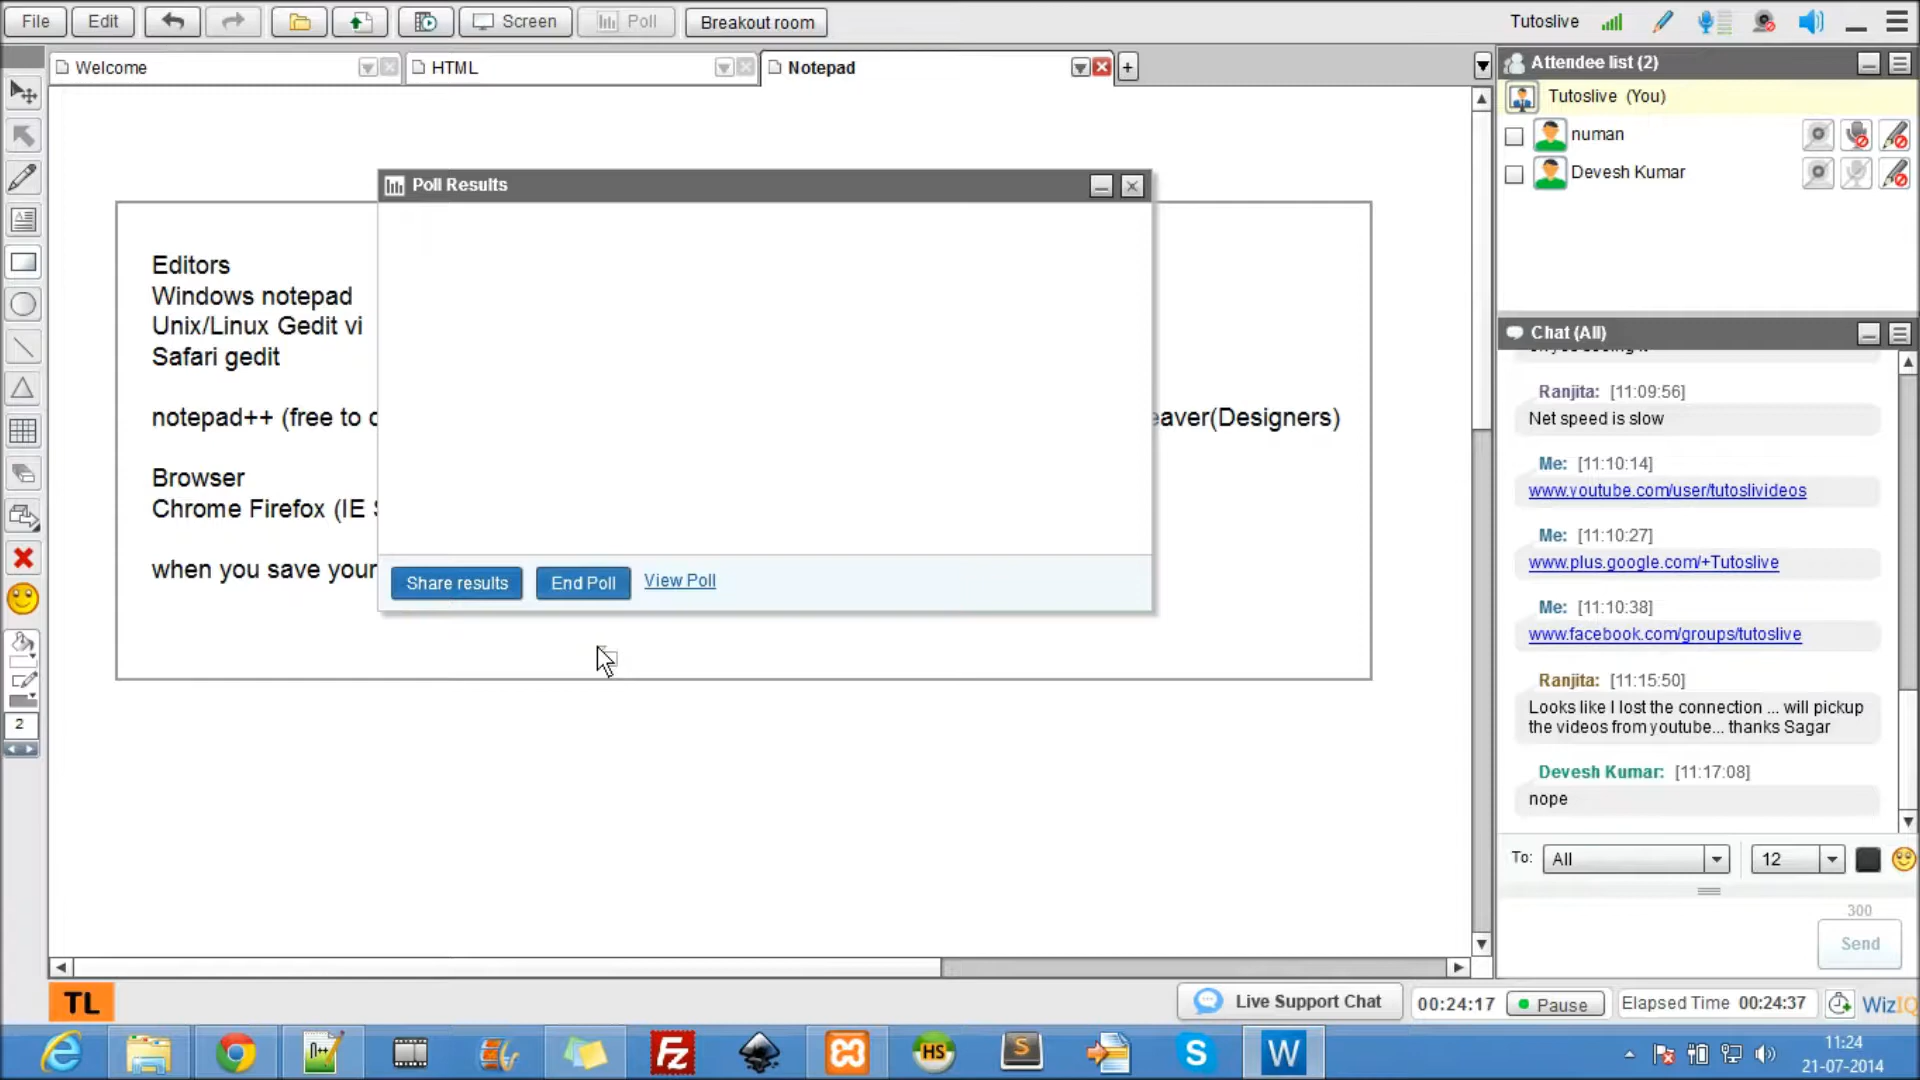 File
Edit
Screen
Poll
Breakout room
Tutoslive
Welcome
HTML
Notepad
Attendee list (2)
Tutoslive (You)
numan
Devesh Kumar
Poll Results
Editors
Windows notepad
Unix/Linux Gedit vi
Safari gedit
notepad++ (free to
eaver(Designers)
Browser
Chrome Firefox (IE
when you save your
Share results
End Poll
View Poll
Chat (All)
Ranjita: [11:09:56]
Net speed is slow
Me: [11:10:14]
www.youtube.com/user/tutoslivideos
Me: [11:10:27]
www.plus.google.com/+Tutoslive
Me: [11:10:38]
www.facebook.com/groups/tutoslive
Ranjita: [11:15:50]
Looks like I lost the connection ... will pickup
the videos from youtube... thanks Sagar
Devesh Kumar: [11:17:08]
nope
To:
All
12
300
Send
2
TL
Live Support Chat
00:24:17
Pause
Elapsed Time 00:24:37
WizIQ
n++
Fz
HS
S
S
W
11:24
21-07-2014